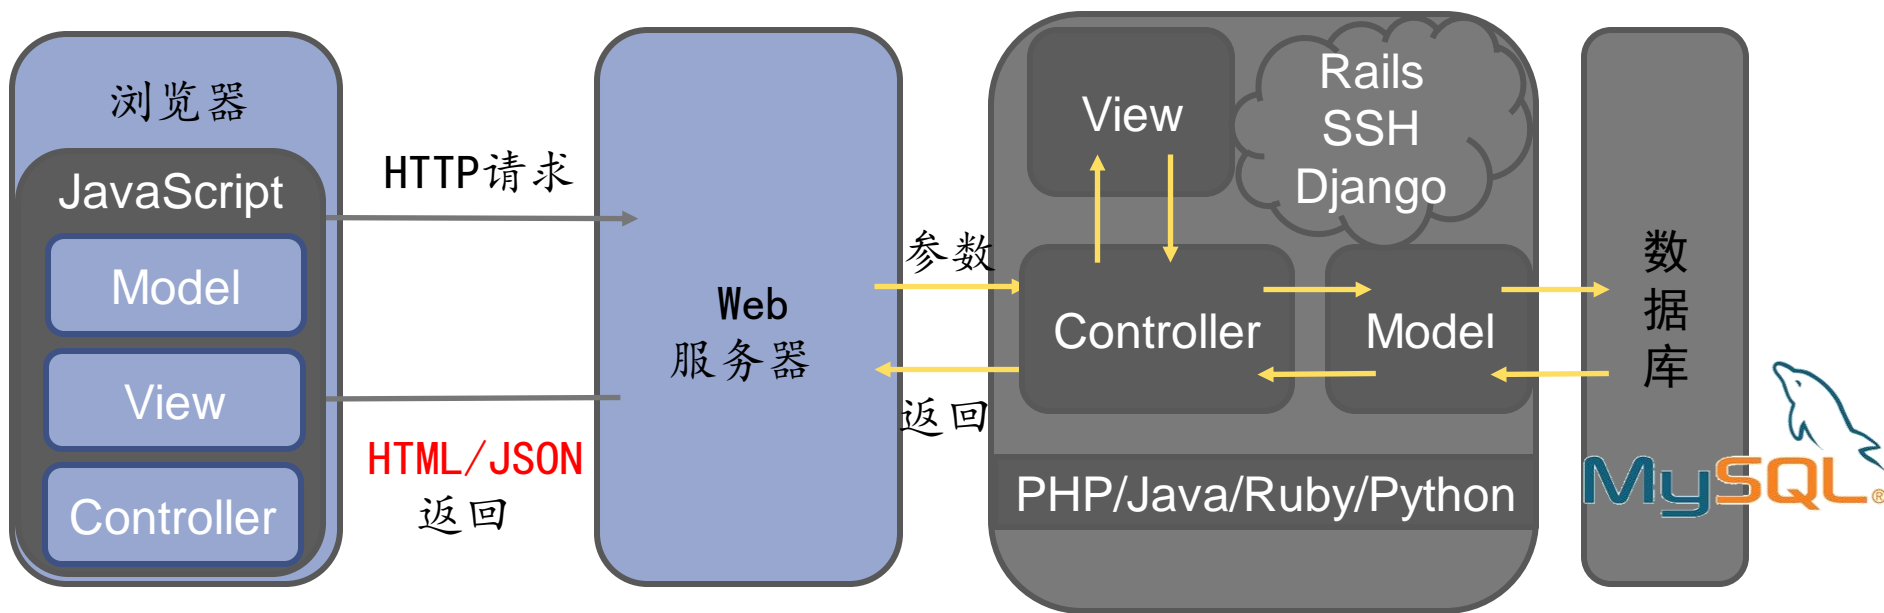 浏览器
JavaScript
Model
View
Controller
HTTP请求
HTML/JSON
返回
Web
服务器
参数
返回
View
Rails
SSH
Django
Controller
Model
PHP/Java/Ruby/Python
数
据
库
MySQL®